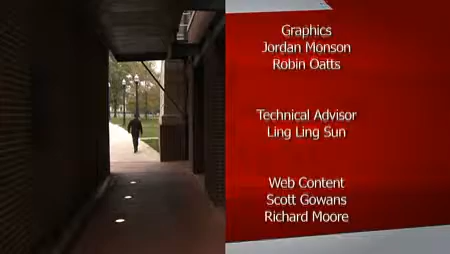 Graphics
Jordan Monson
Robin Oatts
Technical Advisor
Ling Ling Sun
Web Content
Scott Gowans
Richard Moore